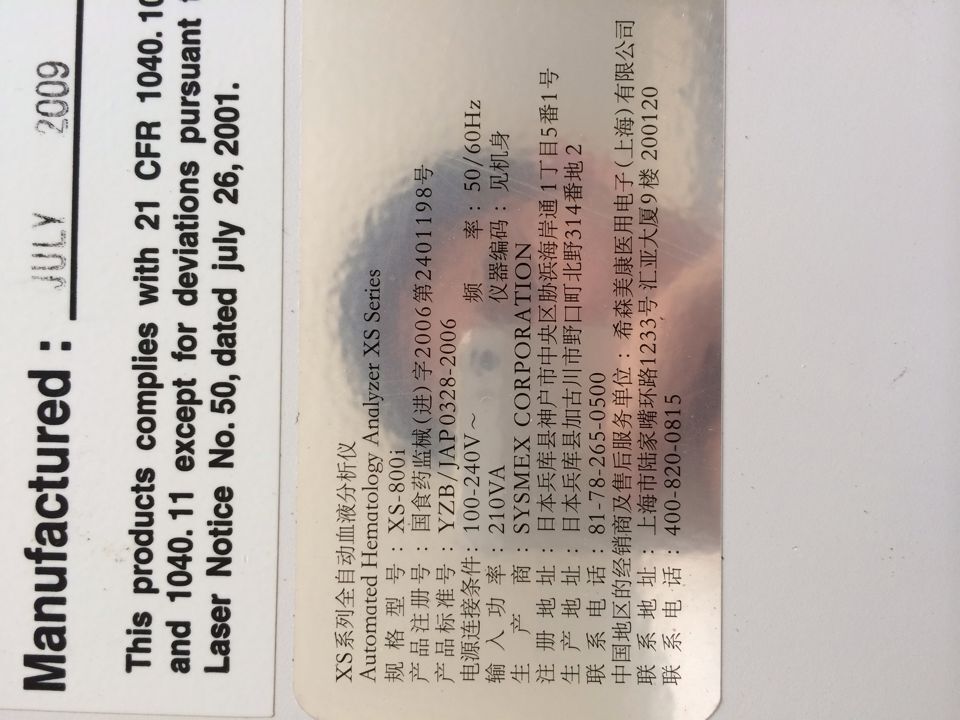 Manufactured : JULY 2009
This products complies with 21 CFR 1040.10
and 1040.11 except for deviations pursuant
Laser Notice No. 50, dated july 26, 2001.
XS系列全自动血液分析仪
Automated Hematology Analyzer XS Series
规格型号：XS-800i
产品注册号：国食药监械(进)字2006第2401198号
产品标准号：YZB/JAP 0328-2006
电源连接条件：100-240V～ 频率：50/60Hz
输入功率：210VA 仪器编码：见机身
生产商：SYSMEX CORPORATION
注册地址：日本兵库县神户市中央区胁浜海岸通1丁目5番1号
生产地址：日本兵库县加古川市野口町北野314番地2
联系电话：81-78-265-0500
中国地区的经销商及售后服务单位：希森美康医用电子(上海)有限公司
联系地址：上海市陆家嘴环路1233号 汇亚大厦9楼 200120
联系电话：400-820-0815